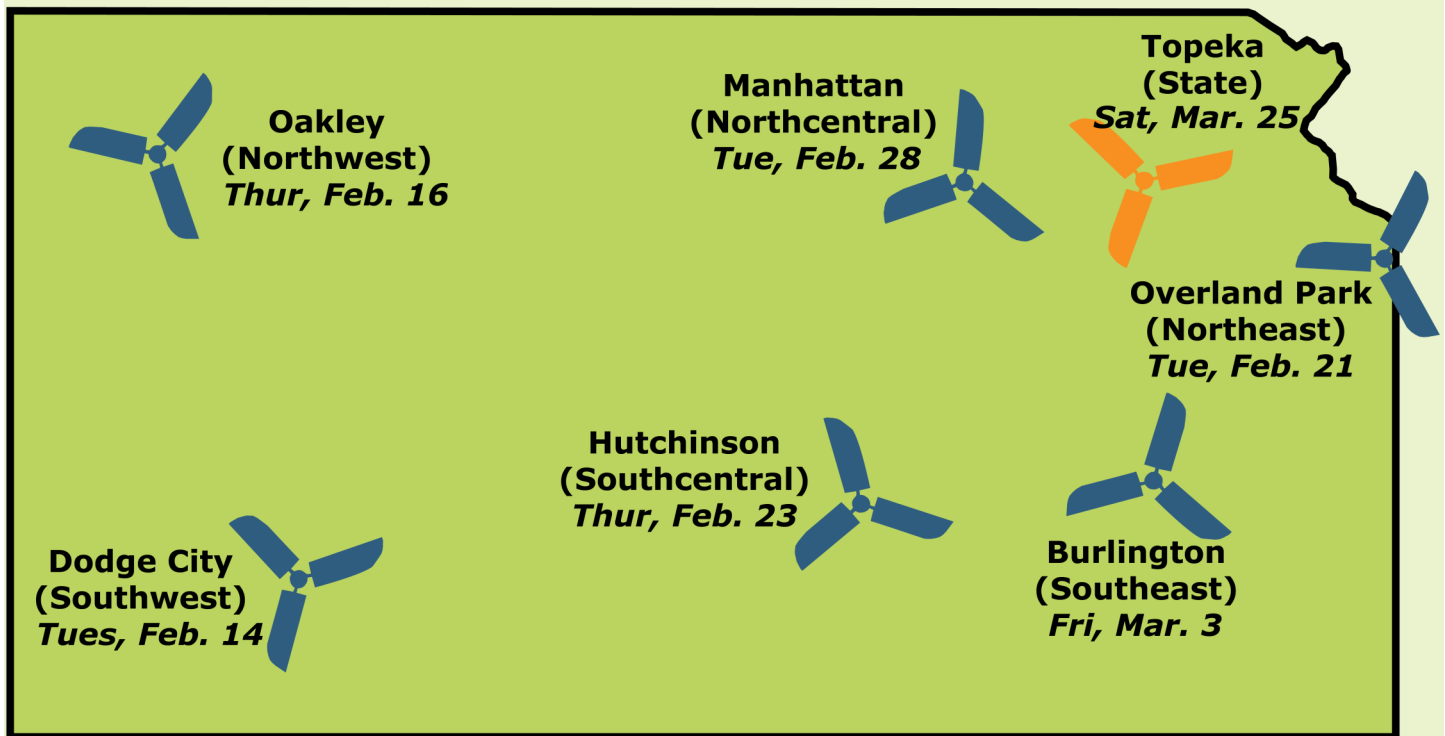 Topeka
(State)
Sat, Mar. 25
Manhattan
(Northcentral)
Tue, Feb. 28
Oakley
(Northwest)
Thur, Feb. 16
Overland Park
(Northeast)
Tue, Feb. 21
Hutchinson
(Southcentral)
Thur, Feb. 23
Burlington
(Southeast)
Fri, Mar. 3
Dodge City
(Southwest)
Tues, Feb. 14